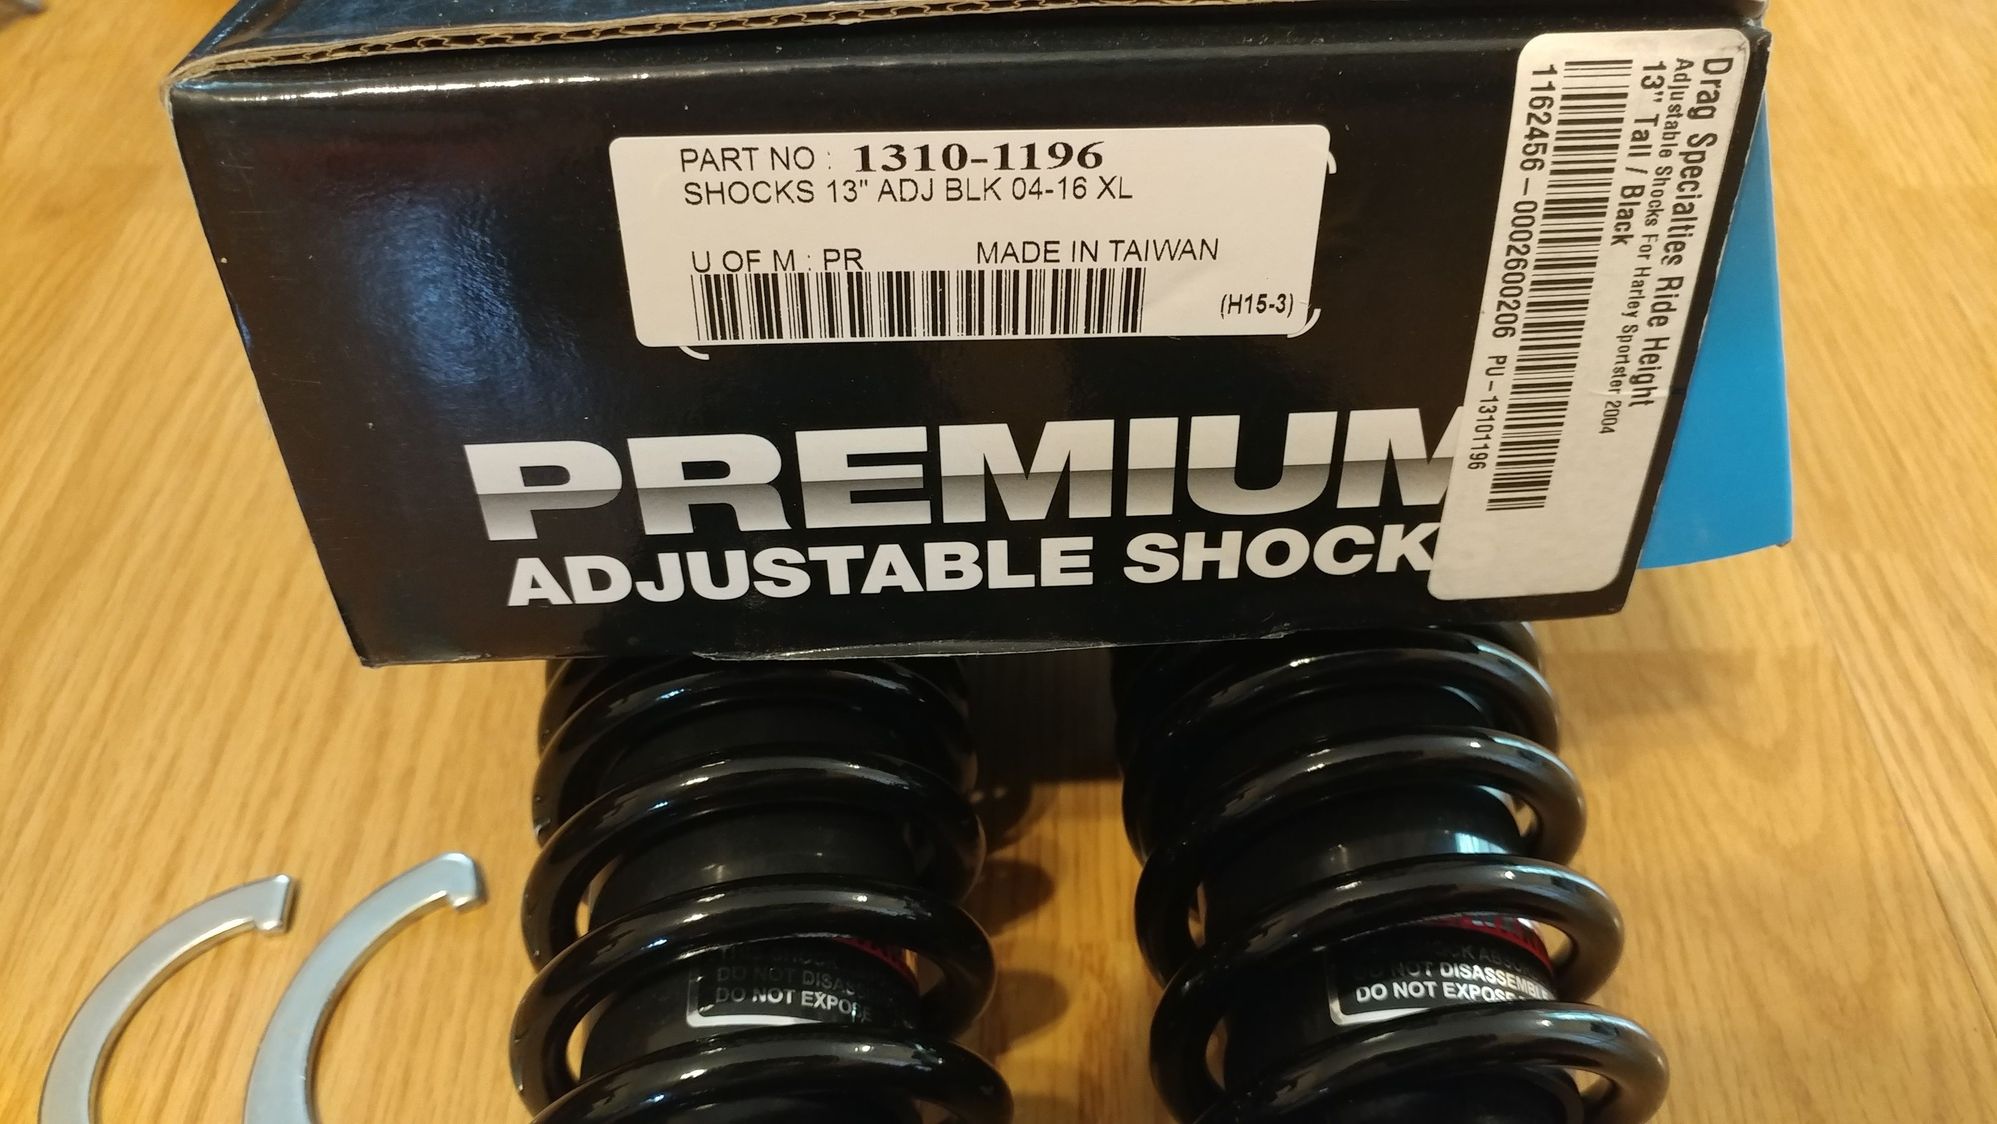 PART NO : 1310-1196
SHOCKS 13" ADJ BLK 04-16 XL
U OF M : PR MADE IN TAIWAN
(H15-3)
PREMIUM
ADJUSTABLE SHOCK
Drag Specialties Ride Height
Adjustable Shocks For Harley Sportster 2004
13" Tall / Black
1162456-0002600206 PU-13101196
DO NOT
DO NOT EXPOSE
NOT DISASSEMBLE
DO NOT EXPOSE